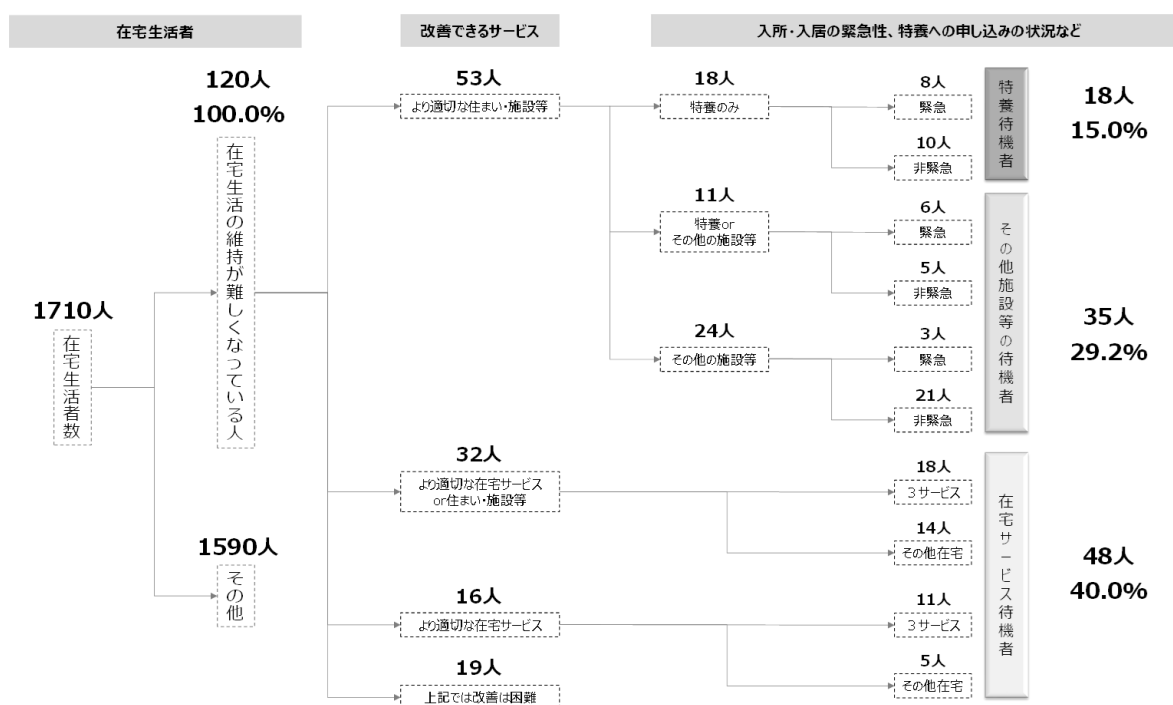 在宅生活者
改善できるサービス
入所・入居の緊急性、特養への申し込みの状況など
120人
100.0%
在宅生活の維持が難しくなっている人
1710人
在宅生活者数
1590人
その他
53人
より適切な住まい・施設等
32人
より適切な在宅サービス
or住まい・施設等
16人
より適切な在宅サービス
19人
上記では改善は困難
18人
特養のみ
11人
特養or
その他の施設等
24人
その他の施設等
8人
緊急
10人
非緊急
6人
緊急
5人
非緊急
3人
緊急
21人
非緊急
18人
3サービス
14人
その他在宅
11人
3サービス
5人
その他在宅
特養待機者
18人
15.0%
その他施設等の待機者
35人
29.2%
在宅サービス待機者
48人
40.0%